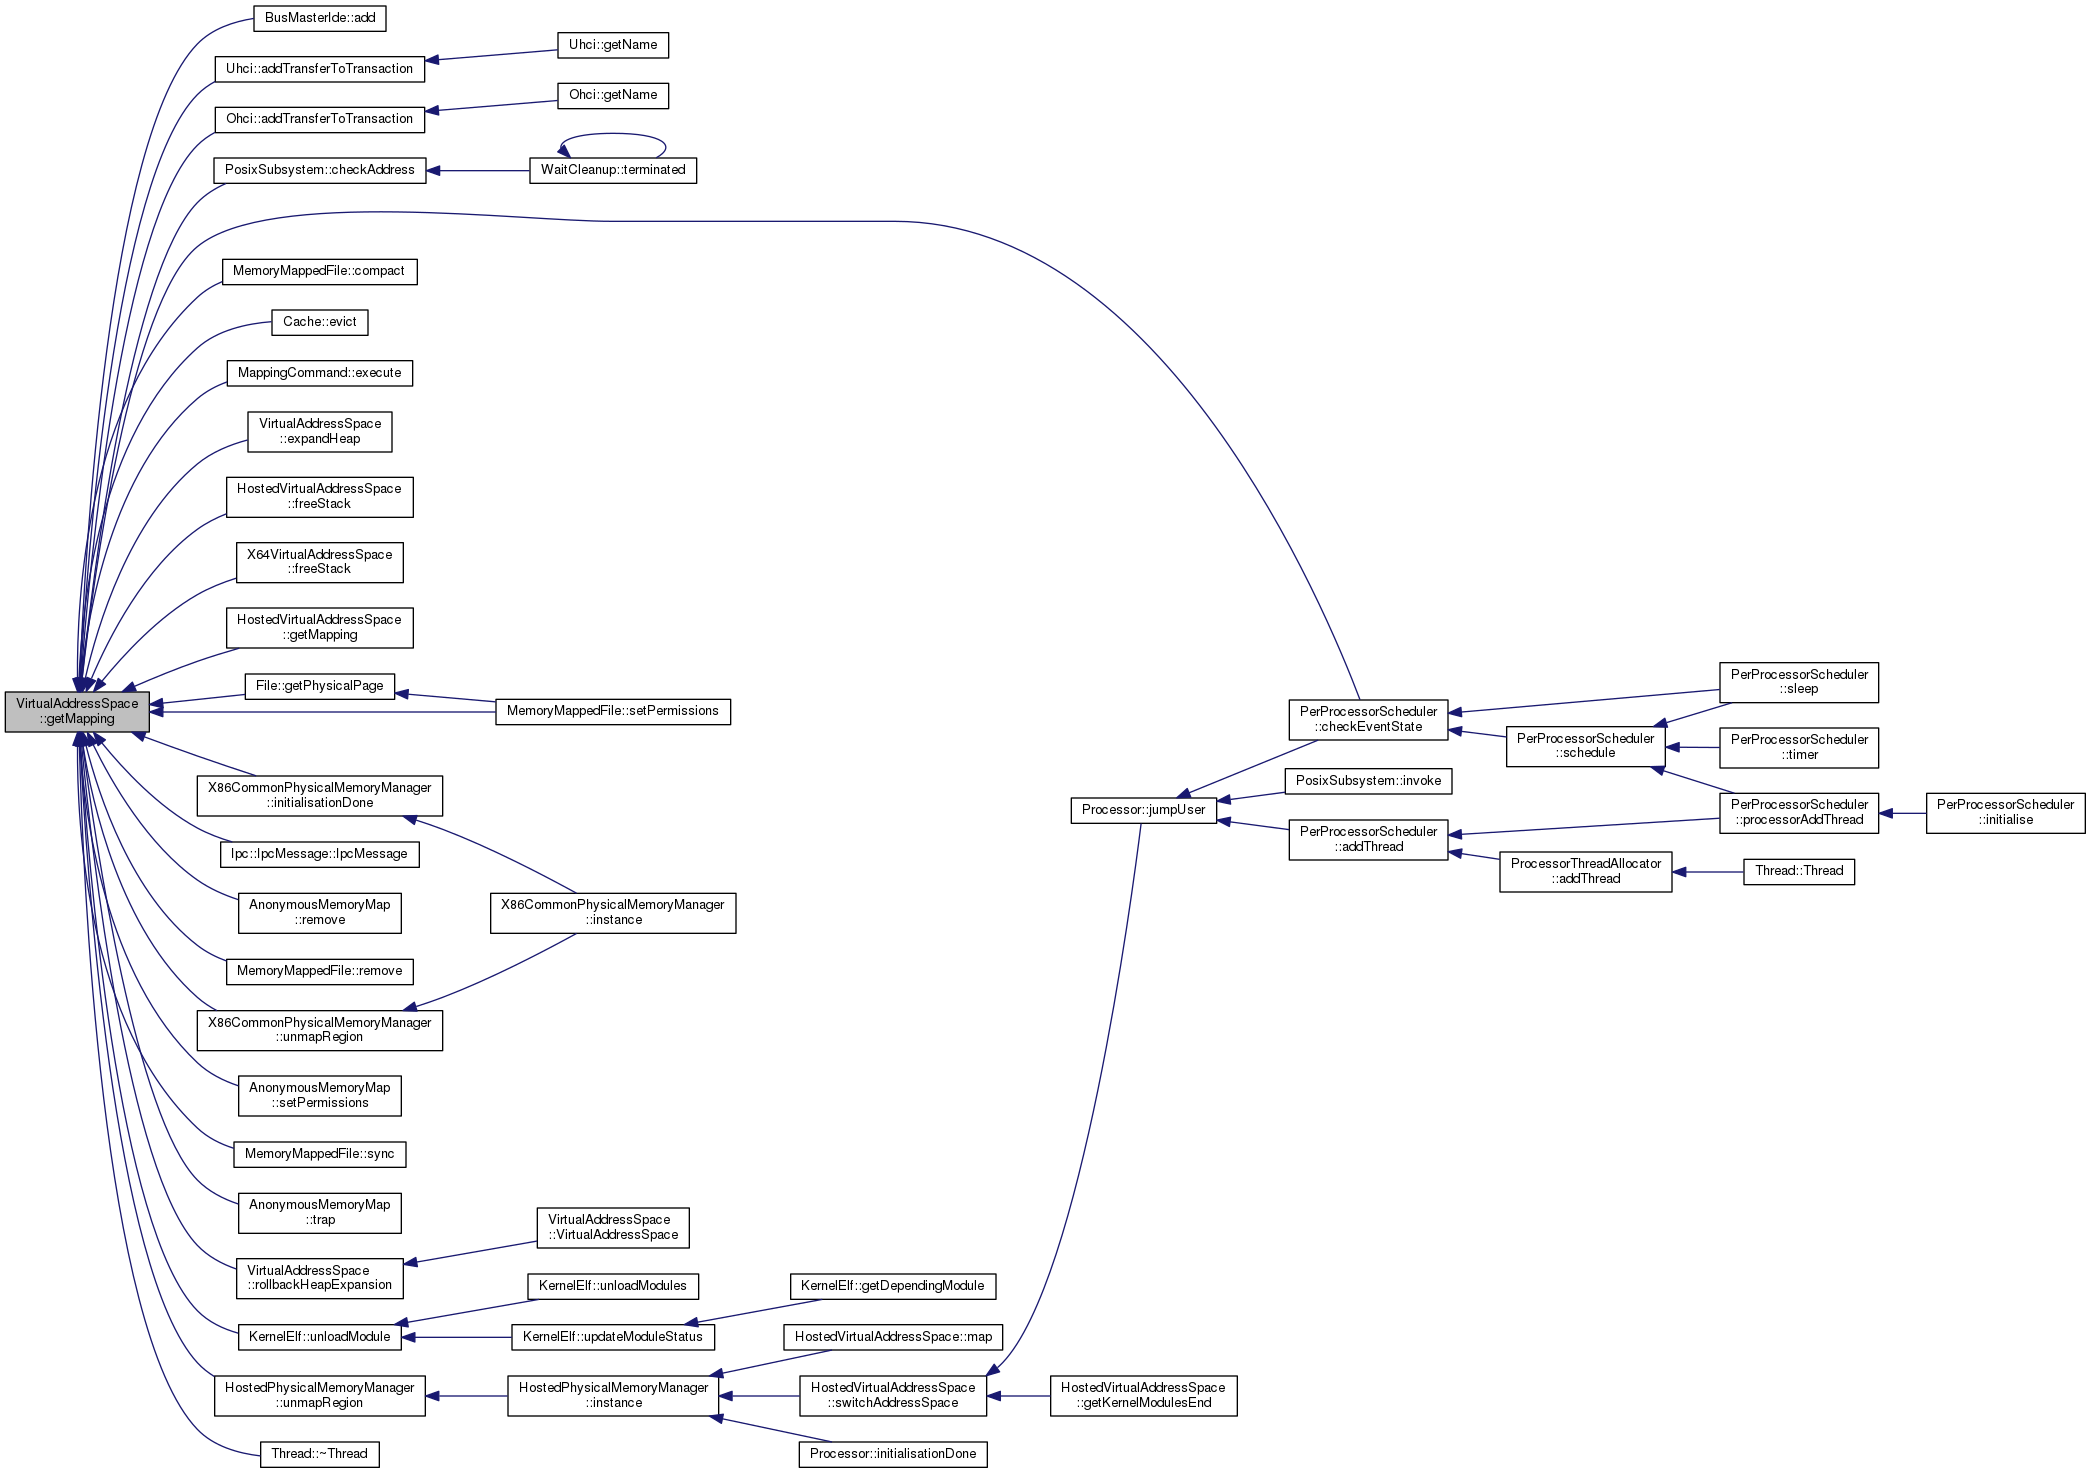 BusMasterIde::add
Uhci::getName
Uhci::addTransferToTransaction
Ohci::getName
Ohci::addTransferToTransaction
PosixSubsystem::checkAddress
WaitCleanup::terminated
MemoryMappedFile::compact
Cache::evict
MappingCommand::execute
VirtualAddressSpace
::expandHeap
HostedVirtualAddressSpace
::freeStack
X64VirtualAddressSpace
::freeStack
HostedVirtualAddressSpace
::getMapping
File::getPhysicalPage
VirtualAddressSpace
::getMapping
MemoryMappedFile::setPermissions
PerProcessorScheduler
::checkEventState
PerProcessorScheduler
::sleep
PerProcessorScheduler
::schedule
PerProcessorScheduler
::timer
X86CommonPhysicalMemoryManager
::initialisationDone
PosixSubsystem::invoke
Processor::jumpUser
PerProcessorScheduler
::processorAddThread
PerProcessorScheduler
::initialise
PerProcessorScheduler
::addThread
Ipc::IpcMessage::IpcMessage
ProcessorThreadAllocator
::addThread
Thread::Thread
AnonymousMemoryMap
::remove
X86CommonPhysicalMemoryManager
::instance
MemoryMappedFile::remove
X86CommonPhysicalMemoryManager
::unmapRegion
AnonymousMemoryMap
::setPermissions
MemoryMappedFile::sync
AnonymousMemoryMap
::trap
VirtualAddressSpace
::VirtualAddressSpace
VirtualAddressSpace
::rollbackHeapExpansion
KernelElf::unloadModules
KernelElf::getDependingModule
KernelElf::unloadModule
KernelElf::updateModuleStatus
HostedVirtualAddressSpace::map
HostedPhysicalMemoryManager
::unmapRegion
HostedPhysicalMemoryManager
::instance
HostedVirtualAddressSpace
::switchAddressSpace
HostedVirtualAddressSpace
::getKernelModulesEnd
Thread::~Thread
Processor::initialisationDone